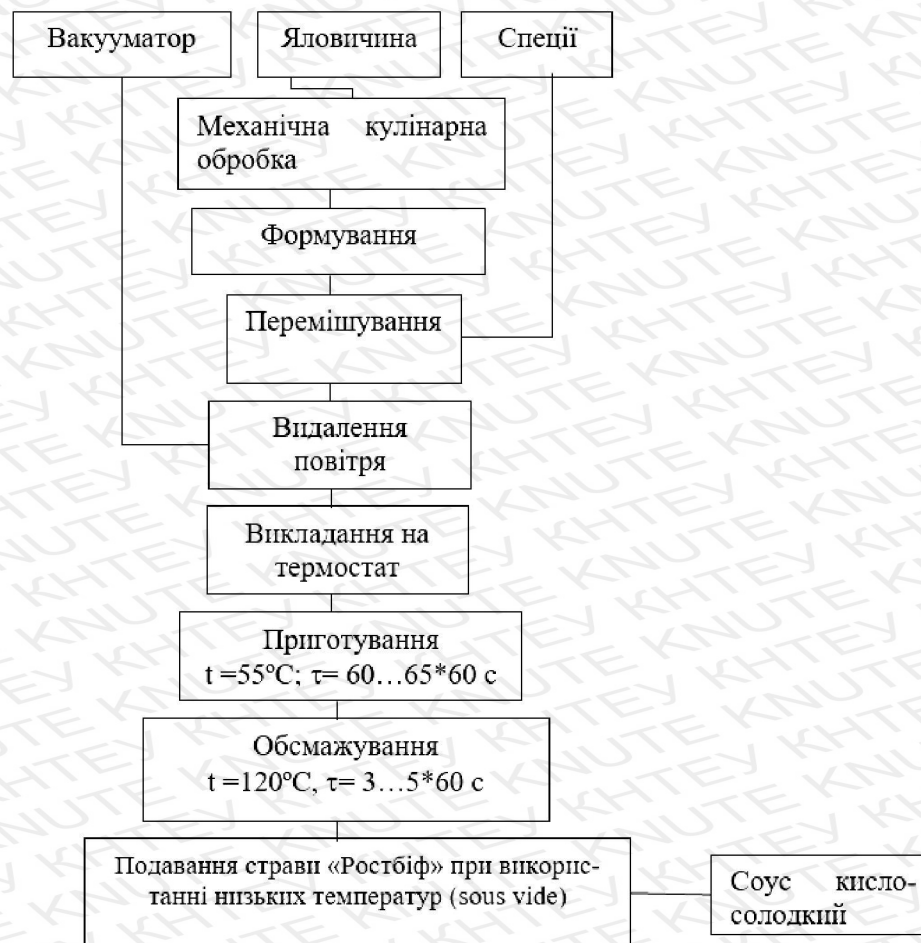 Вакууматор
Яловичина
Спеції
Механічна кулінарна
обробка
Формування
Перемішування
Видалення
повітря
Викладання на
термостат
Приготування
t =55ºC; τ= 60…65*60 с
Обсмажування
t =120ºC, τ= 3…5*60 с
Подавання страви «Ростбіф» при викорис-
танні низьких температур (sous vide)
Соус кисло-
солодкий